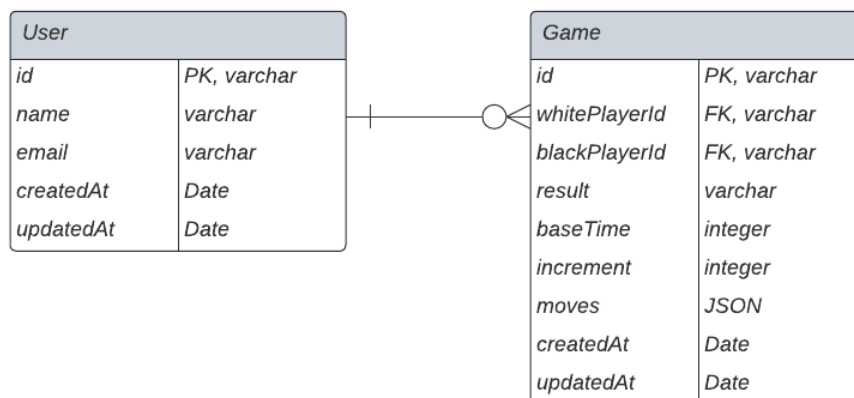 User
id PK, varchar
name varchar
email varchar
createdAt Date
updatedAt Date
Game
id PK, varchar
whitePlayerId FK, varchar
blackPlayerId FK, varchar
result varchar
baseTime integer
increment integer
moves JSON
createdAt Date
updatedAt Date